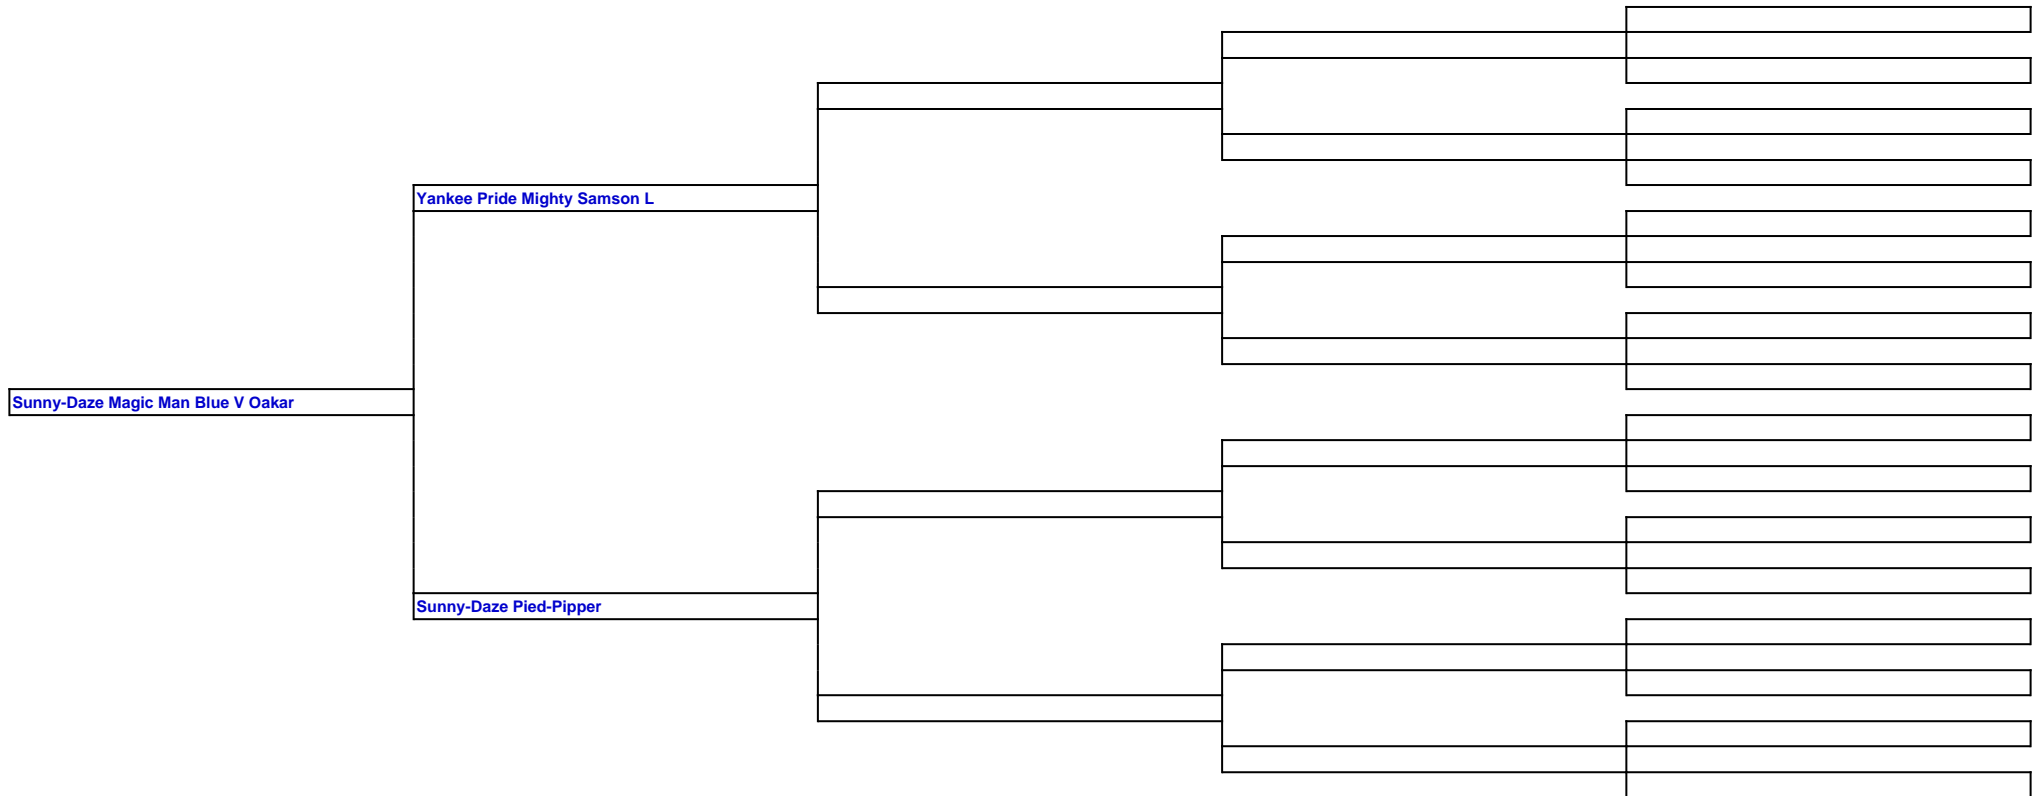 Yankee Pride Mighty Samson L
Sunny-Daze Magic Man Blue V Oakar
Sunny-Daze Pied-Pipper